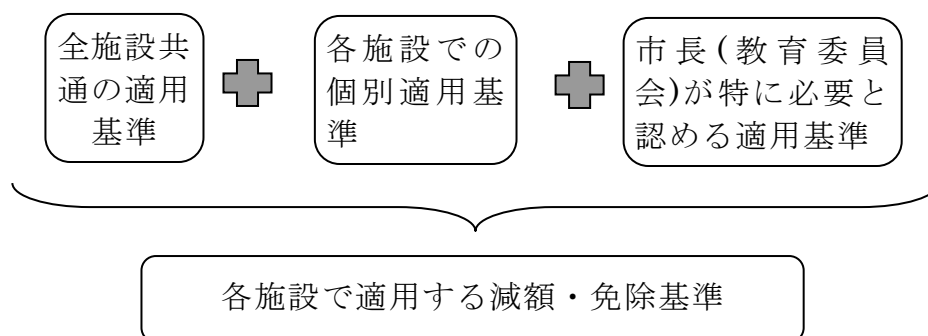 全施設共
通の適用
基準
各施設での
個別適用基
準
市長(教育委員
会)が特に必要と
認める適用基準
各施設で適用する減額・免除基準